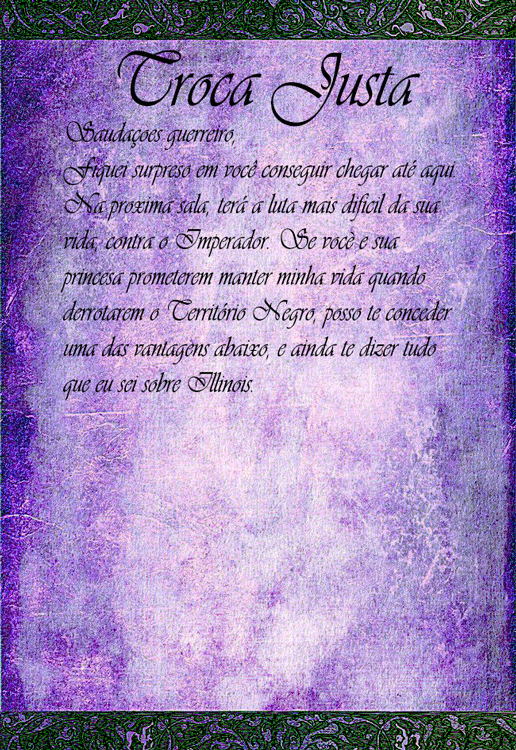 Troca Justa
Saudações guerreiro,
Fiquei surpreso em você conseguir chegar até aqui.
Na proxima sala, terá a luta mais dificil da sua
vida, contra o Imperador. Se você e sua
princesa prometerem manter minha vida quando
derrotarem o Território Negro, posso te conceder
uma das vantagens abaixo, e ainda te dizer tudo
que eu sei sobre Illinois.